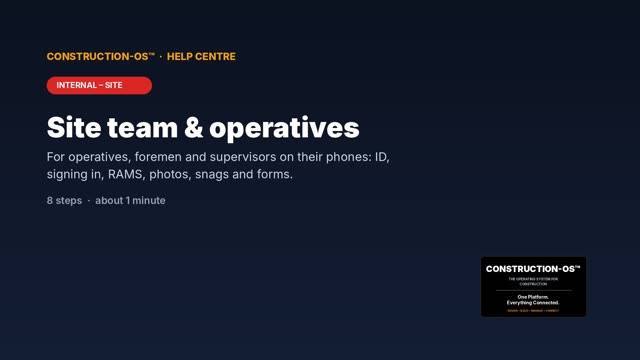 CONSTRUCTION-OS™ · HELP CENTRE
INTERNAL – SITE
Site team & operatives
For operatives, foremen and supervisors on their phones: ID,
signing in, RAMS, photos, snags and forms.
8 steps · about 1 minute
CONSTRUCTION-OS™
THE OPERATING SYSTEM FOR
CONSTRUCTION
One Platform.
Everything Connected.